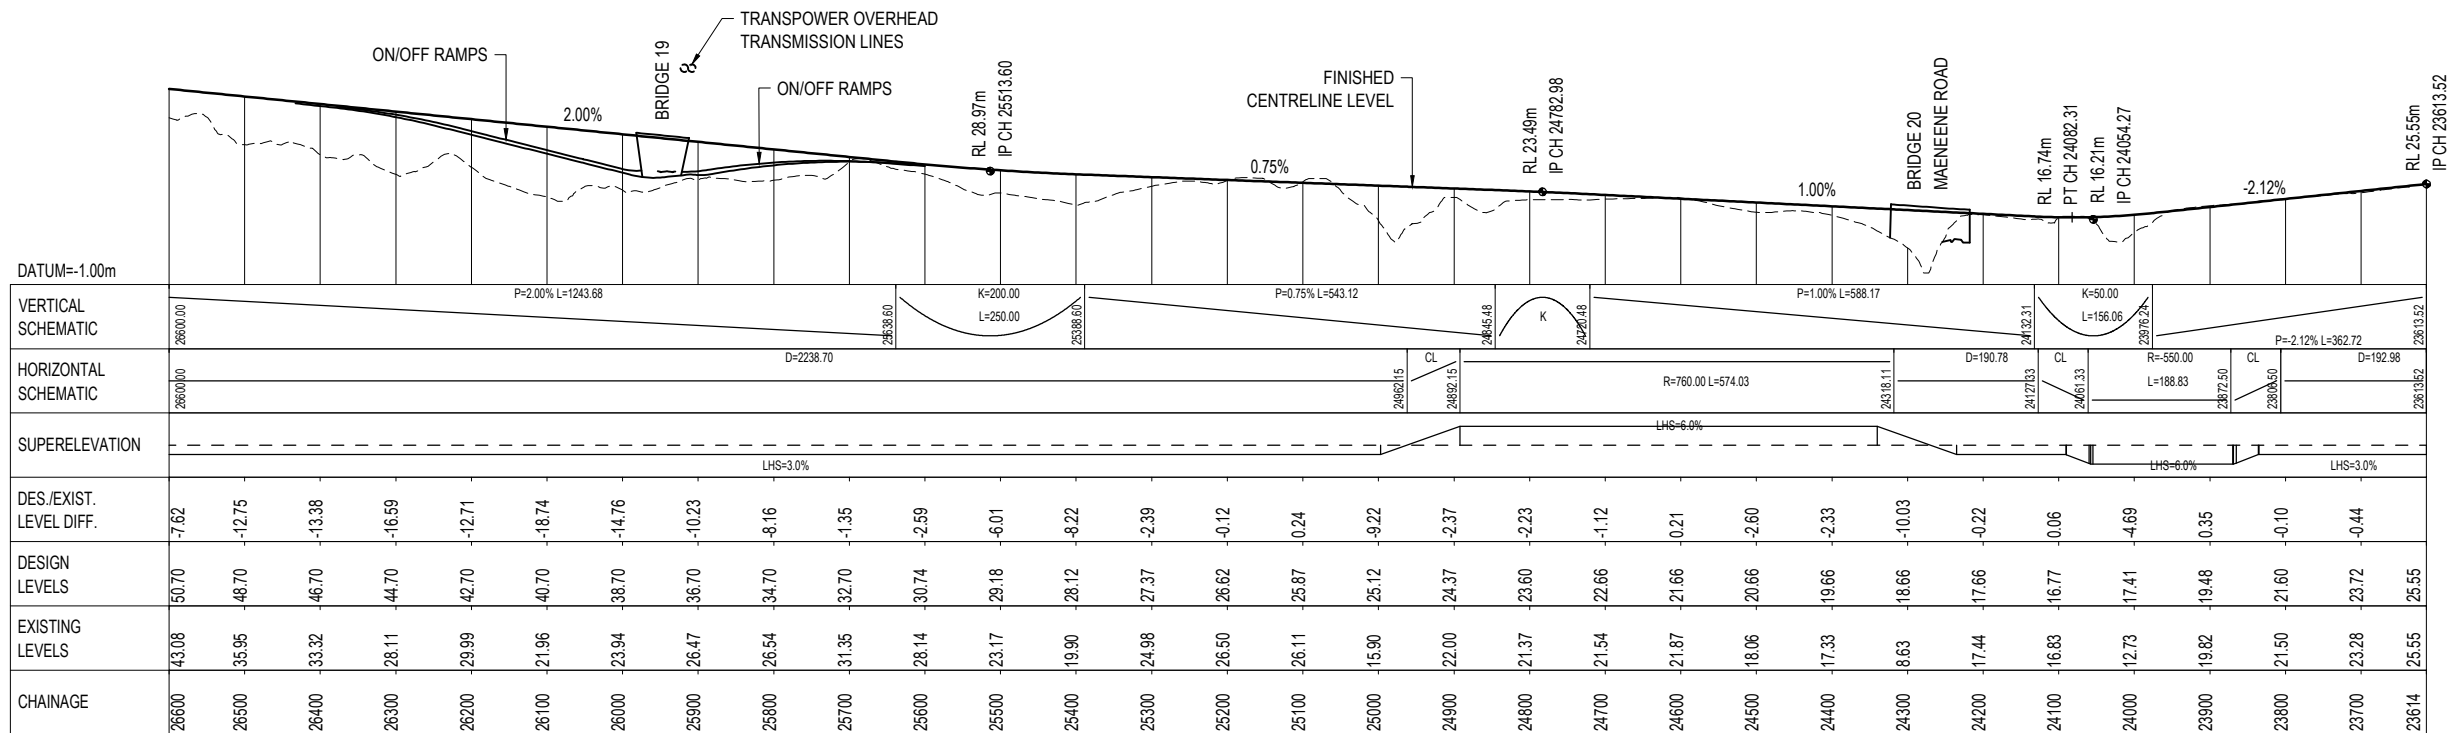 TRANSPOWER OVERHEAD
TRANSMISSION LINES
ON/OFF RAMPS
BRIDGE 19
ON/OFF RAMPS
2.00%
RL 28.97m
IP CH 25513.60
0.75%
FINISHED
CENTRELINE LEVEL
RL 23.49m
IP CH 24782.98
1.00%
BRIDGE 20
MAENEENE ROAD
RL 16.74m
PT CH 24082.31
RL 16.21m
IP CH 24054.27
-2.12%
RL 25.55m
IP CH 23613.52
DATUM=-1.00m
VERTICAL
SCHEMATIC
26600.00
P=2.00% L=1243.68
25638.60
K=200.00
L=250.00
25388.60
P=0.75% L=543.12
24845.48
K
24720.48
P=1.00% L=588.17
24132.31
K=50.00
L=156.06
23976.24
P=-2.12% L=362.72
23613.52
HORIZONTAL
SCHEMATIC
26600.00
D=2238.70
24962.15
CL
24892.15
R=760.00 L=574.03
24318.11
D=190.78
24127.33
CL
24061.33
R=-550.00
L=188.83
23872.50
CL
23806.50
D=192.98
23613.52
SUPERELEVATION
LHS=3.0%
LHS=6.0%
LHS=6.0%
LHS=3.0%
DES./EXIST.
LEVEL DIFF.
-7.62 -12.75 -13.38 -16.59 -12.71 -18.74 -14.76 -10.23 -8.16 -1.35 -2.59 -6.01 -8.22 -2.39 -0.12 0.24 -9.22 -2.37 -2.23 -1.12 0.21 -2.60 -2.33 -10.03 -0.22 0.06 -4.69 0.35 -0.10 -0.44
DESIGN
LEVELS
50.70 48.70 46.70 44.70 42.70 40.70 38.70 36.70 34.70 32.70 30.74 29.18 28.12 27.37 26.62 25.87 25.12 24.37 23.60 22.66 21.66 20.66 19.66 18.66 17.66 16.77 17.41 19.48 21.60 23.72 25.55
EXISTING
LEVELS
43.08 35.95 33.32 28.11 29.99 21.96 23.94 26.47 26.54 31.35 28.14 23.17 19.90 24.98 26.50 26.11 15.90 22.00 21.37 21.54 21.87 18.06 17.33 8.63 17.44 16.83 12.73 19.82 21.50 23.28 25.55
CHAINAGE
26600 26500 26400 26300 26200 26100 26000 25900 25800 25700 25600 25500 25400 25300 25200 25100 25000 24900 24800 24700 24600 24500 24400 24300 24200 24100 24000 23900 23800 23700 23614